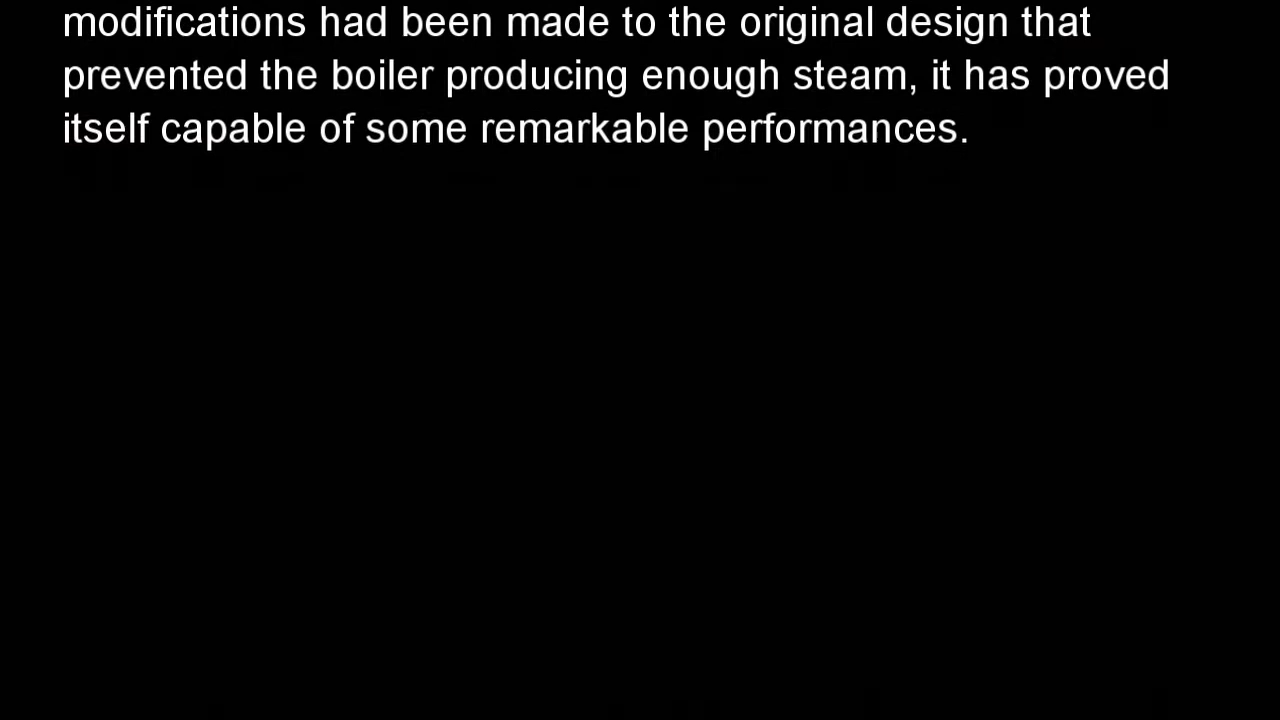 modifications had been made to the original design that
prevented the boiler producing enough steam, it has proved
itself capable of some remarkable performances.